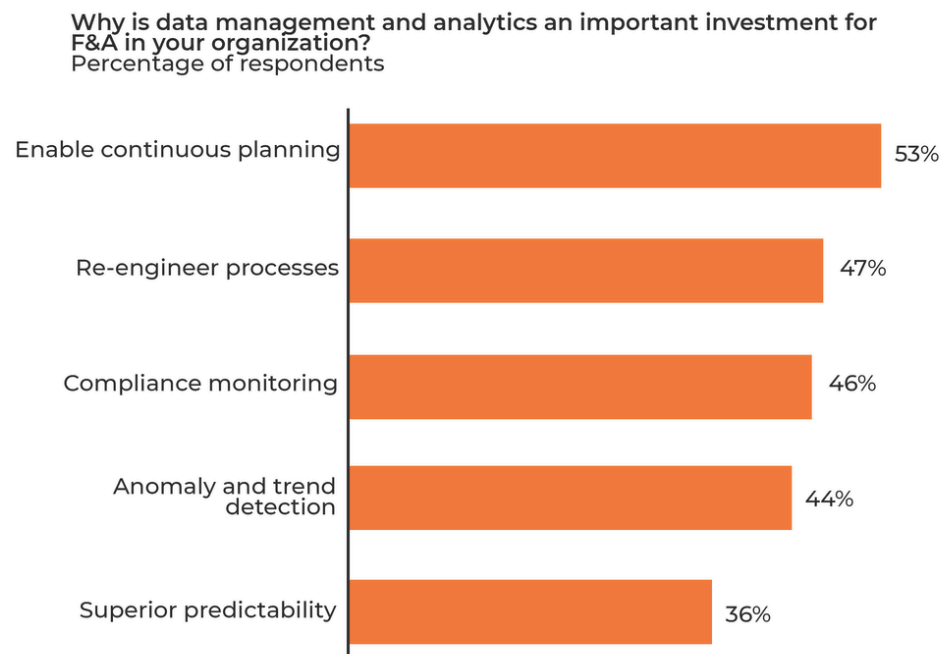 Why is data management and analytics an important investment for
F&A in your organization?
Percentage of respondents
Enable continuous planning
53%
Re-engineer processes
47%
Compliance monitoring
46%
Anomaly and trend
detection
44%
Superior predictability
36%